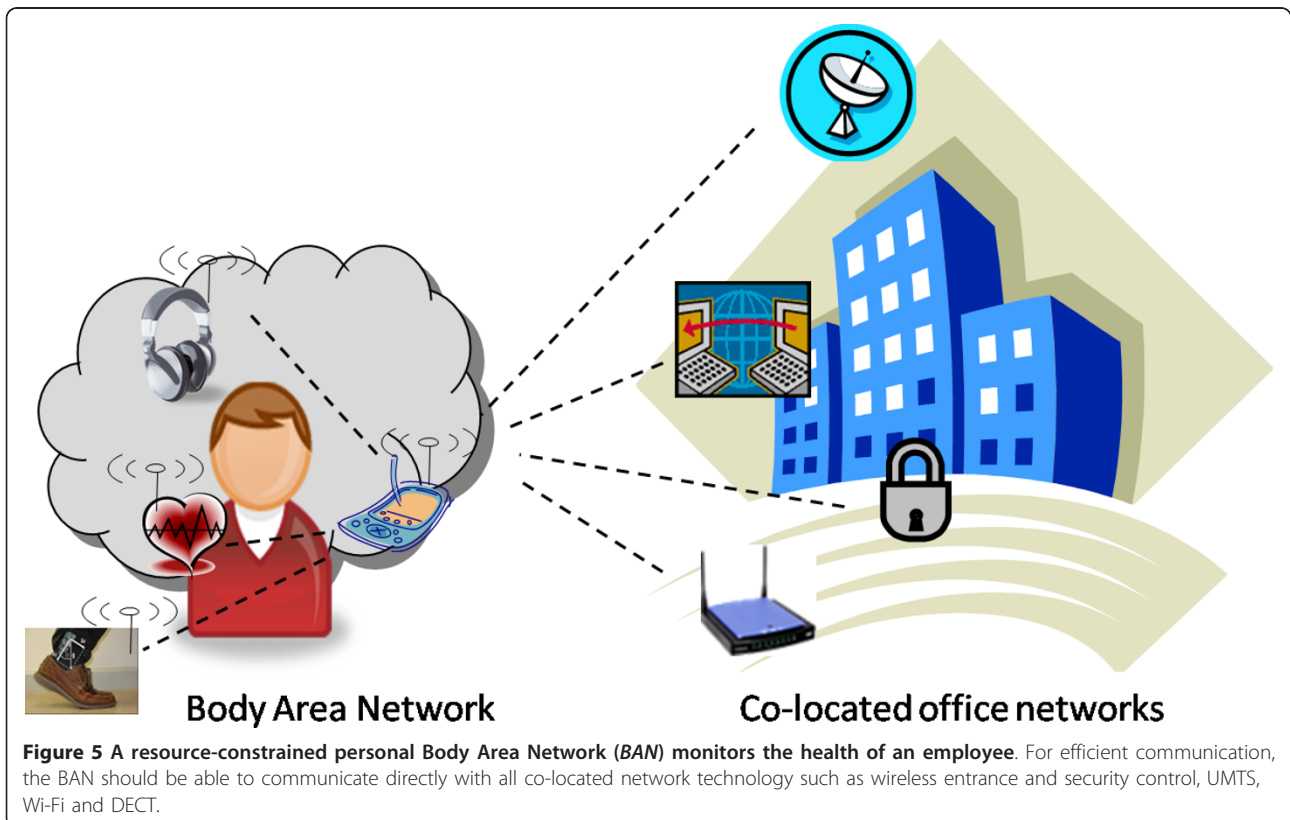 Body Area Network
Co-located office networks
Figure 5 A resource-constrained personal Body Area Network (BAN) monitors the health of an employee. For efficient communication,
the BAN should be able to communicate directly with all co-located network technology such as wireless entrance and security control, UMTS,
Wi-Fi and DECT.